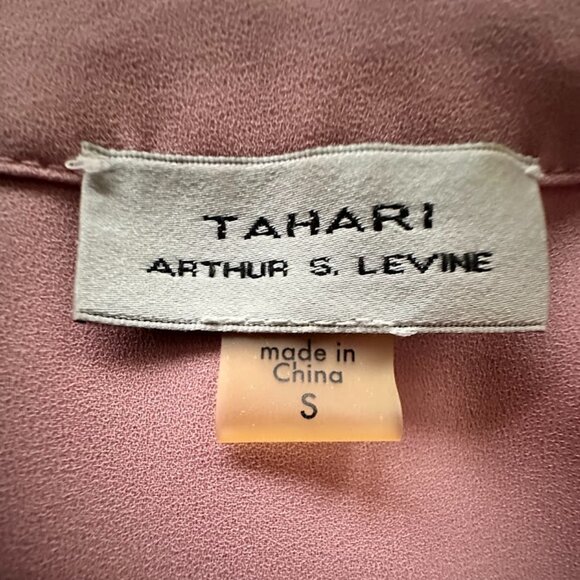 TAHARI
ARTHUR S. LEVINE
made in
China
S